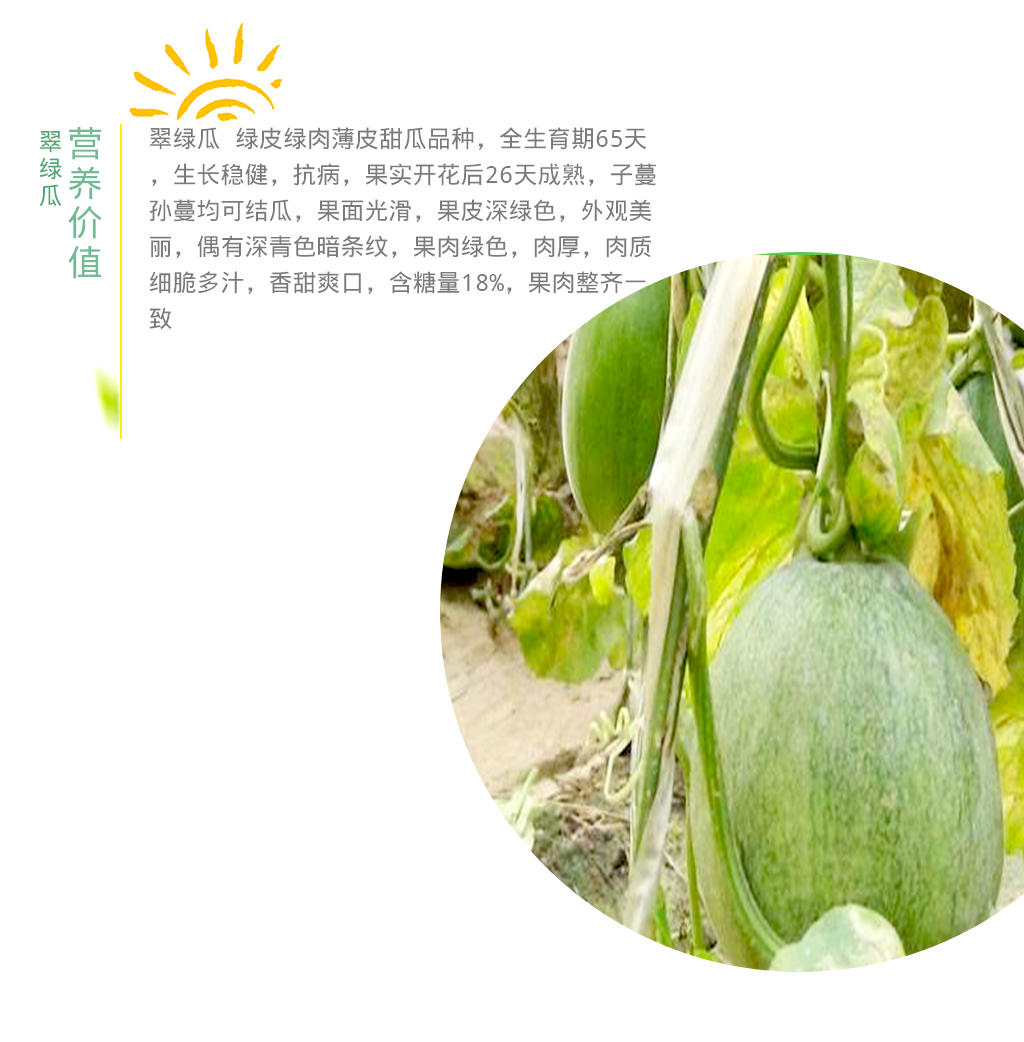 营养价值
翠绿瓜
翠绿瓜 绿皮绿肉薄皮甜瓜品种，全生育期65天
，生长稳健，抗病，果实开花后26天成熟，子蔓
孙蔓均可结瓜，果面光滑，果皮深绿色，外观美
丽，偶有深青色暗条纹，果肉绿色，肉厚，肉质
细脆多汁，香甜爽口，含糖量18%，果肉整齐一
致